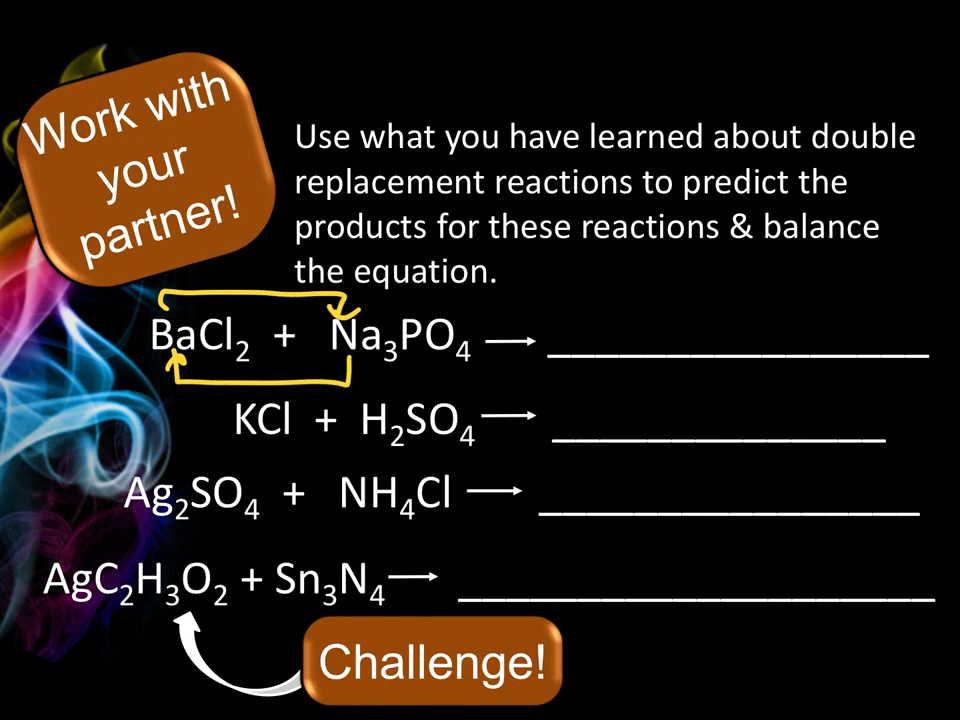 Work with
your
partner!
Use what you have learned about double
replacement reactions to predict the
products for these reactions & balance
the equation.
BaCl₂ + Na₃PO₄ → ________________
KCl + H₂SO₄ → ______________
Ag₂SO₄ + NH₄Cl → ________________
AgC₂H₃O₂ + Sn₃N₄ → ____________________
Challenge!